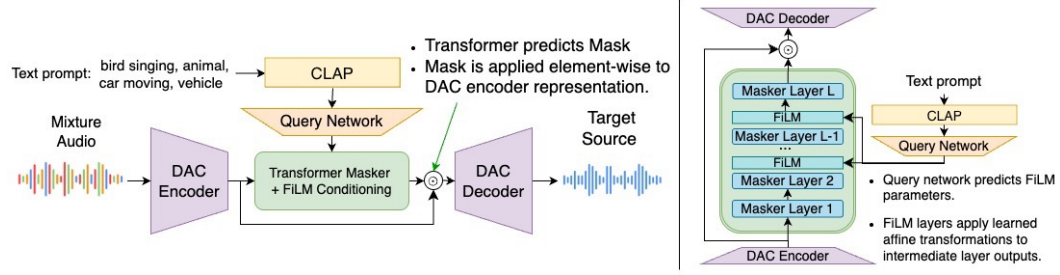 Text prompt: bird singing, animal,
car moving, vehicle
CLAP
Query Network
• Transformer predicts Mask
• Mask is applied element-wise to
DAC encoder representation.
Mixture
Audio
DAC
Encoder
Transformer Masker
+ FiLM Conditioning
DAC
Decoder
Target
Source
DAC Decoder
Masker Layer L
FiLM
Masker Layer L-1
...
FiLM
Masker Layer 2
Masker Layer 1
DAC Encoder
Text prompt
CLAP
Query Network
• Query network predicts FiLM
parameters.
• FiLM layers apply learned
affine transformations to
intermediate layer outputs.